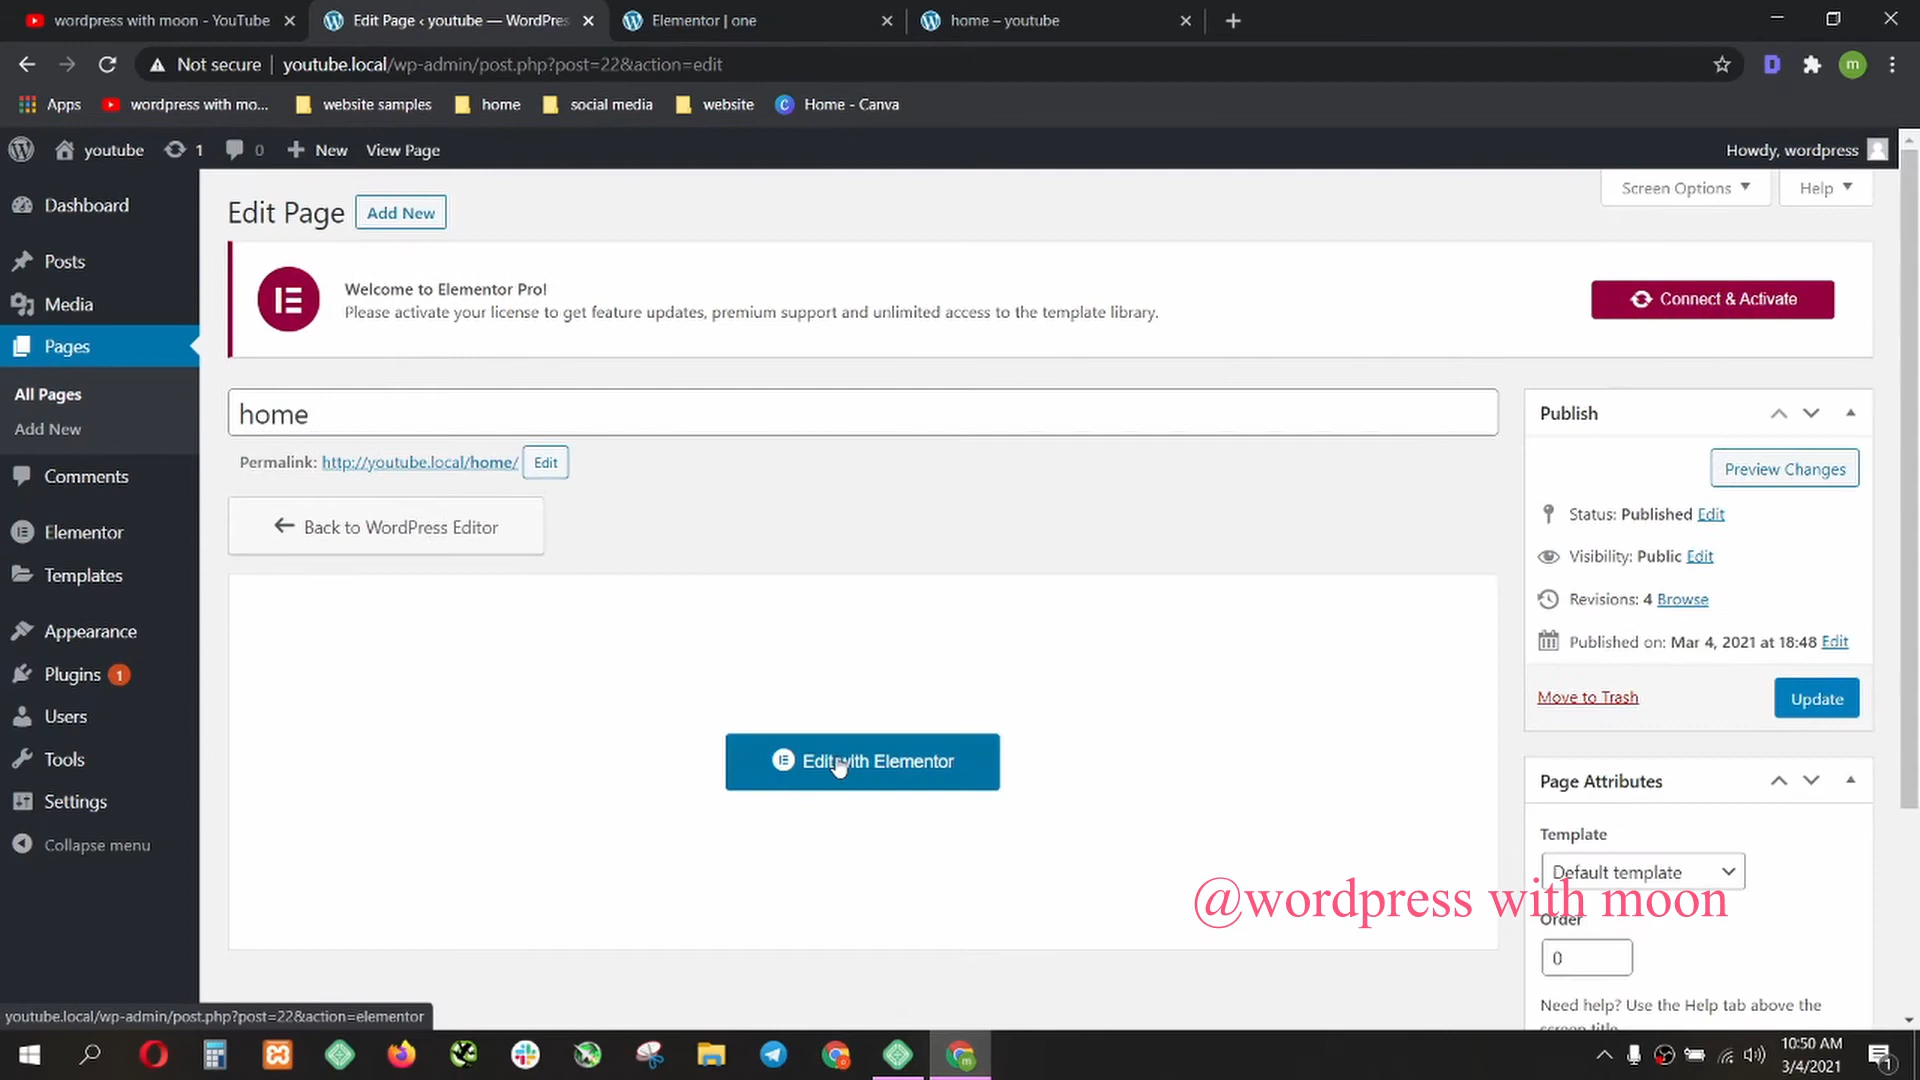 wordpress with moon - YouTube
Edit Page ‹ youtube — WordPres
Elementor | one
home – youtube
Not secure
youtube.local/wp-admin/post.php?post=22&action=edit
D
m
Apps
wordpress with mo...
website samples
home
social media
website
Home - Canva
youtube
1
0
New
View Page
Howdy, wordpress
Dashboard
Posts
Media
Pages
All Pages
Add New
Comments
Elementor
Templates
Appearance
Plugins 1
Users
Tools
Settings
Collapse menu
Screen Options
Help
Edit Page
Add New
Welcome to Elementor Pro!
Please activate your license to get feature updates, premium support and unlimited access to the template library.
Connect & Activate
home
Permalink: http://youtube.local/home/ Edit
Back to WordPress Editor
Edit with Elementor
Publish
Preview Changes
Status: Published Edit
Visibility: Public Edit
Revisions: 4 Browse
Published on: Mar 4, 2021 at 18:48 Edit
Move to Trash
Update
Page Attributes
Template
Default template
@wordpress with moon
Order
0
Need help? Use the Help tab above the
screen title.
youtube.local/wp-admin/post.php?post=22&action=elementor
10:50 AM
3/4/2021
1